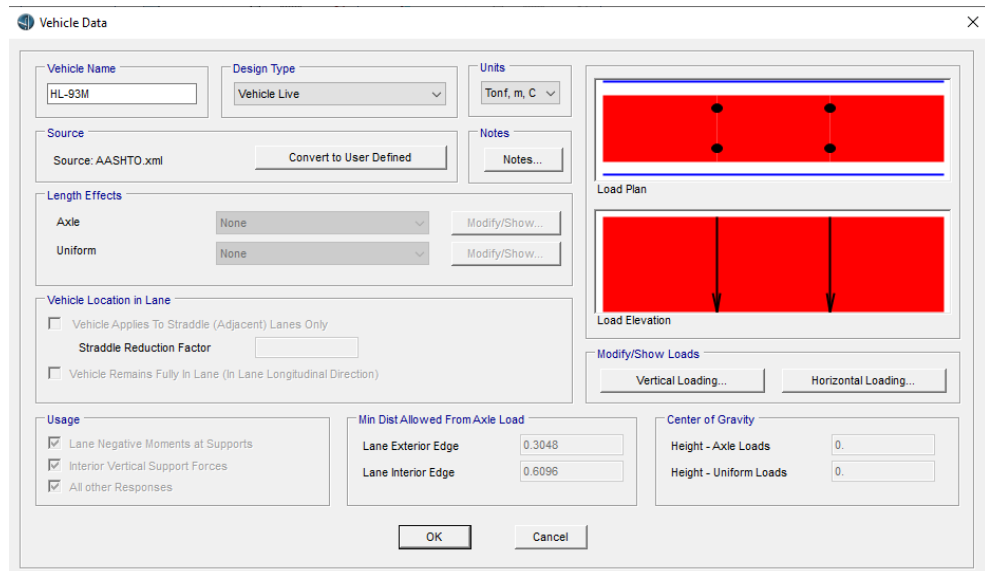 Vehicle Data
Vehicle Name
HL-93M
Design Type
Vehicle Live
Units
Tonf, m, C
Source
Source: AASHTO.xml
Convert to User Defined
Notes
Notes...
Load Plan
Length Effects
Axle
None
Modify/Show...
Uniform
None
Modify/Show...
Load Elevation
Vehicle Location in Lane
Vehicle Applies To Straddle (Adjacent) Lanes Only
Straddle Reduction Factor
Vehicle Remains Fully In Lane (In Lane Longitudinal Direction)
Modify/Show Loads
Vertical Loading...
Horizontal Loading...
Usage
Lane Negative Moments at Supports
Interior Vertical Support Forces
All other Responses
Min Dist Allowed From Axle Load
Lane Exterior Edge
0.3048
Lane Interior Edge
0.6096
Center of Gravity
Height - Axle Loads
0.
Height - Uniform Loads
0.
OK
Cancel